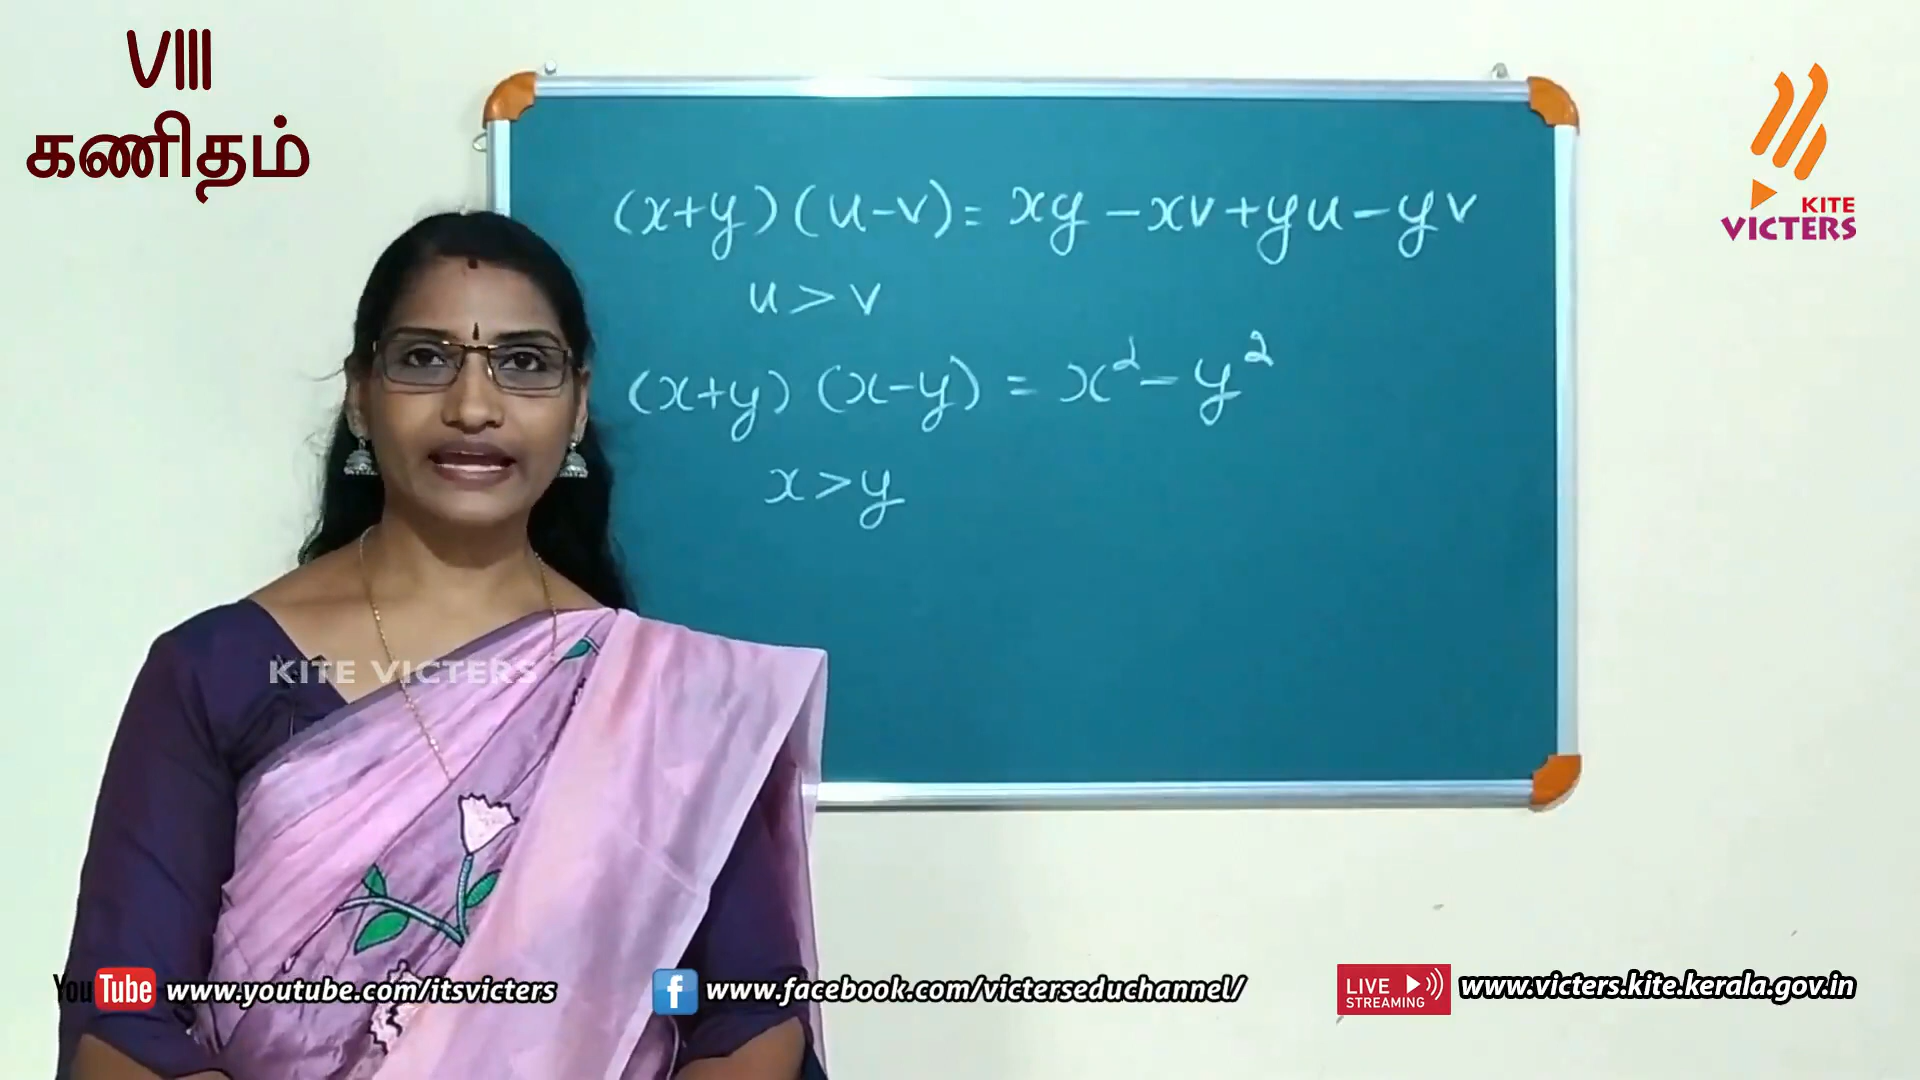 VIII
கணிதம்
KITE
VICTERS
(x+y)(u-v)= xy - xv + yu - yv
u > v
(x+y) (x-y) = x² - y²
x > y
KITE VICTERS
YouTube www.youtube.com/itsvicters
f www.facebook.com/victerseduchannel/
LIVE STREAMING www.victers.kite.kerala.gov.in